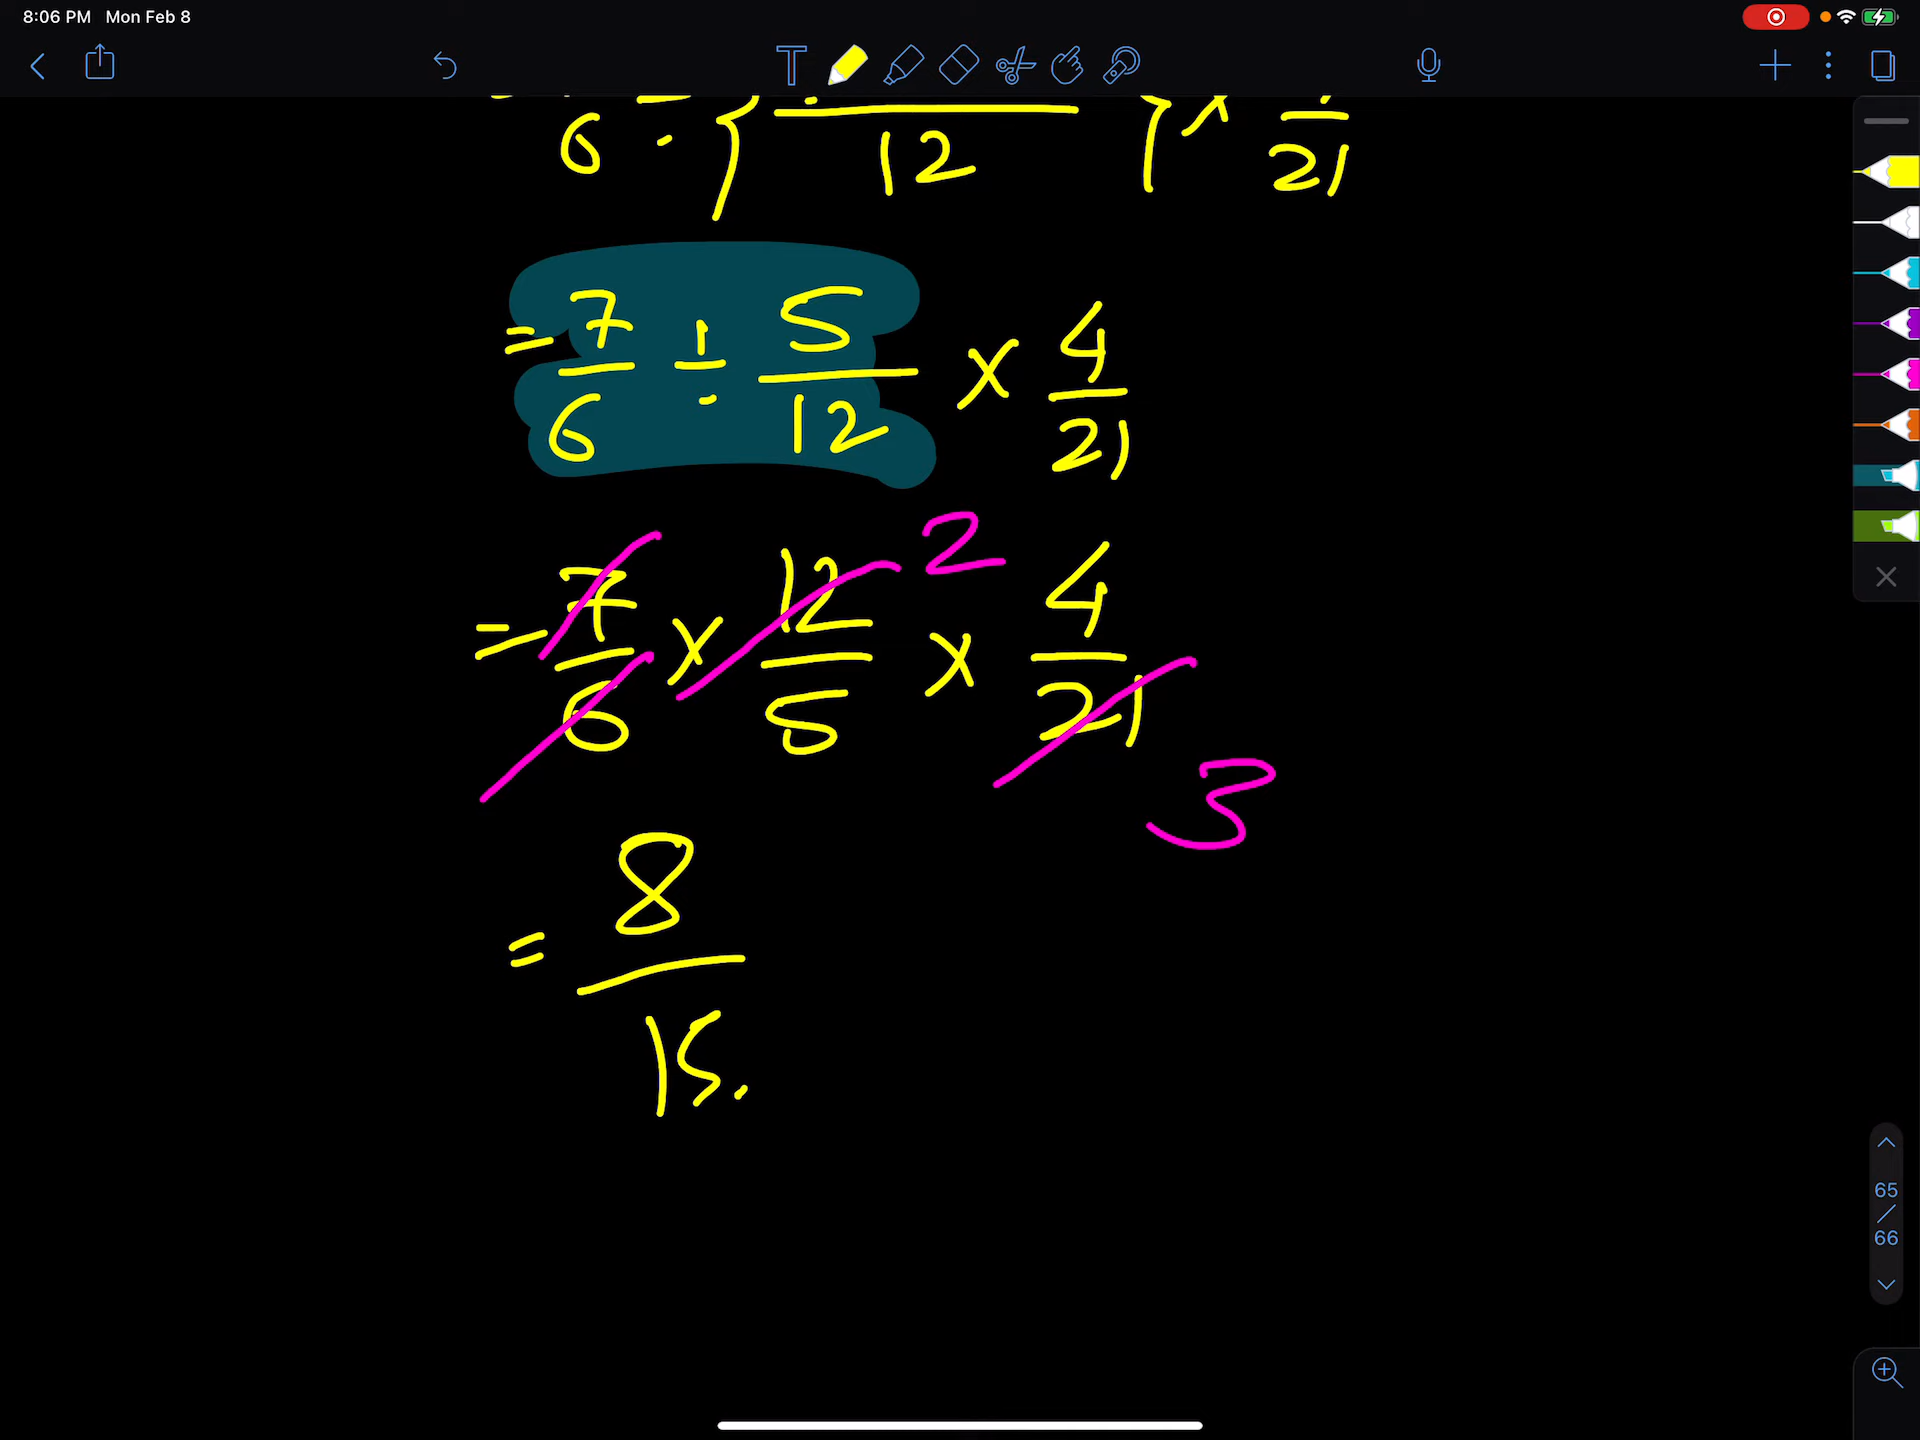 8:06 PM Mon Feb 8
T
6 ÷ { 12 } × 21
= 7/6 ÷ 5/12 × 4/21
= 7/6 × 12/5 × 4/21
2
3
= 8/15.
65
/
66